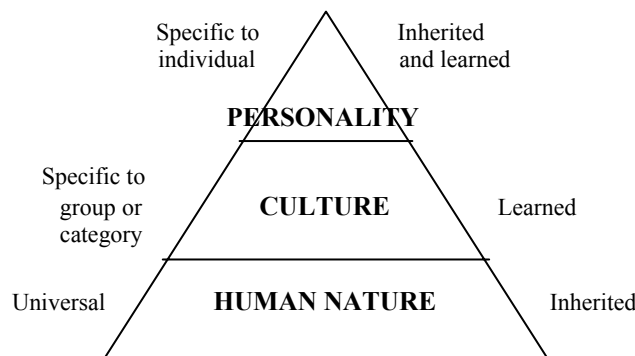 Specific to
individual
Inherited
and learned
PERSONALITY
Specific to
group or
category
CULTURE
Learned
Universal
HUMAN NATURE
Inherited